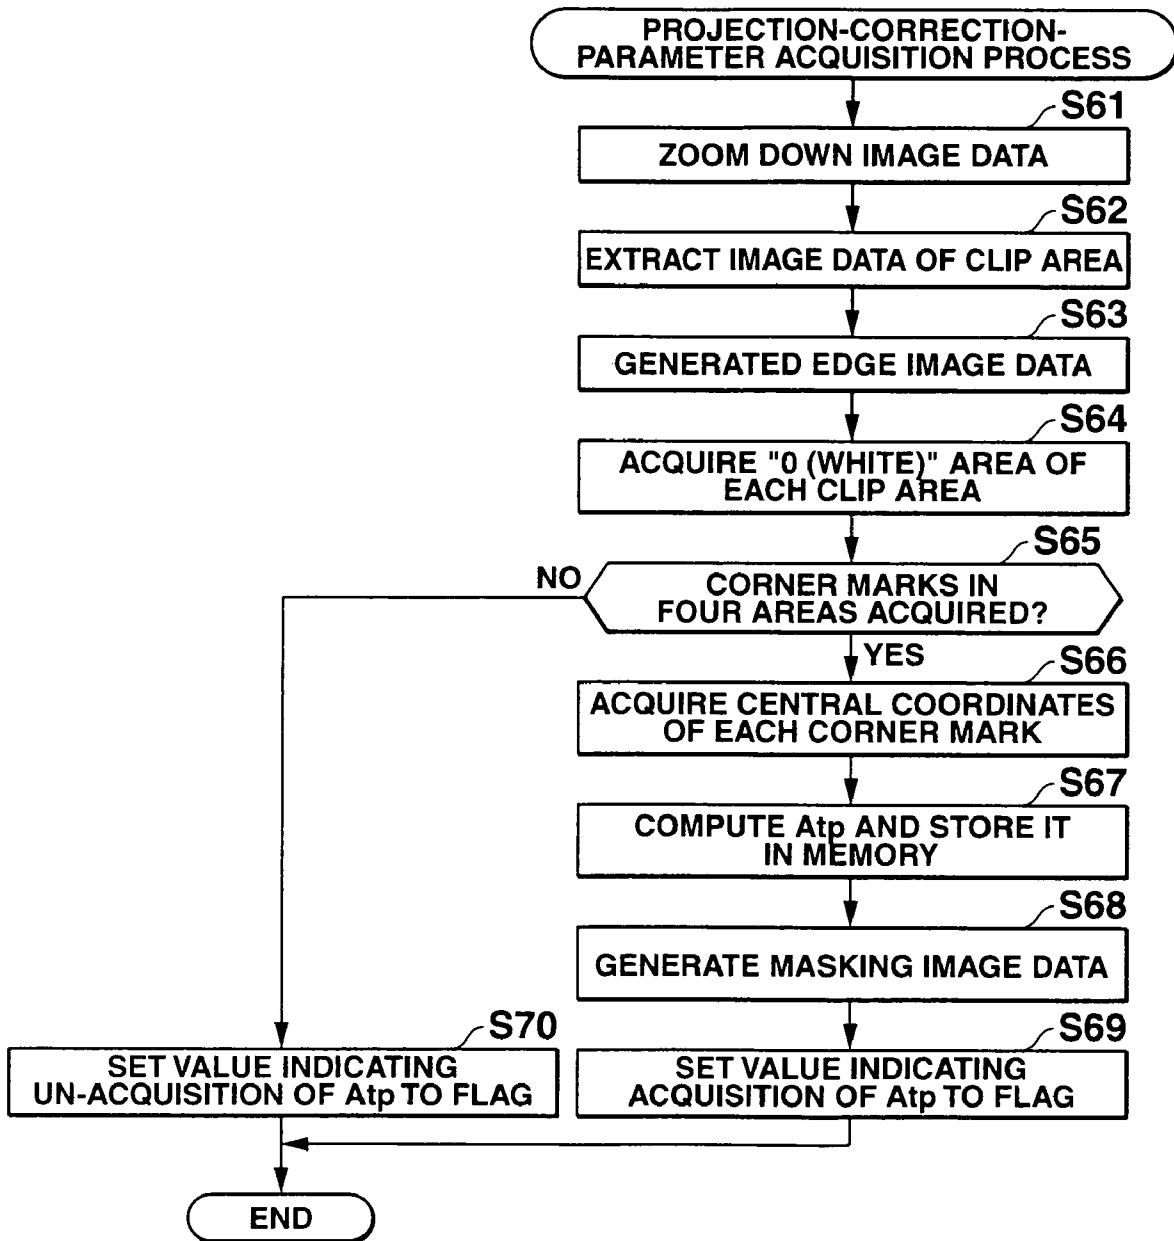 PROJECTION-CORRECTION-
PARAMETER ACQUISITION PROCESS
S61
ZOOM DOWN IMAGE DATA
S62
EXTRACT IMAGE DATA OF CLIP AREA
S63
GENERATED EDGE IMAGE DATA
S64
ACQUIRE "0 (WHITE)" AREA OF
EACH CLIP AREA
S65
NO
CORNER MARKS IN
FOUR AREAS ACQUIRED?
YES
S66
ACQUIRE CENTRAL COORDINATES
OF EACH CORNER MARK
S67
COMPUTE Atp AND STORE IT
IN MEMORY
S68
GENERATE MASKING IMAGE DATA
S70
SET VALUE INDICATING
UN-ACQUISITION OF Atp TO FLAG
S69
SET VALUE INDICATING
ACQUISITION OF Atp TO FLAG
END